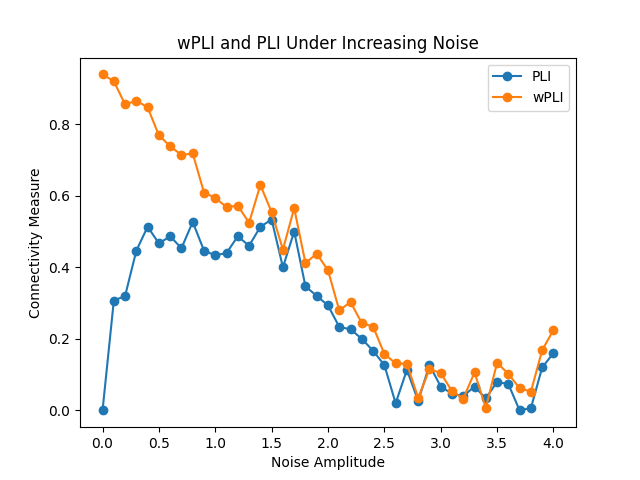 wPLI and PLI Under Increasing Noise
PLI
wPLI
Connectivity Measure
0.8
0.6
0.4
0.2
0.0
0.0 0.5 1.0 1.5 2.0 2.5 3.0 3.5 4.0
Noise Amplitude